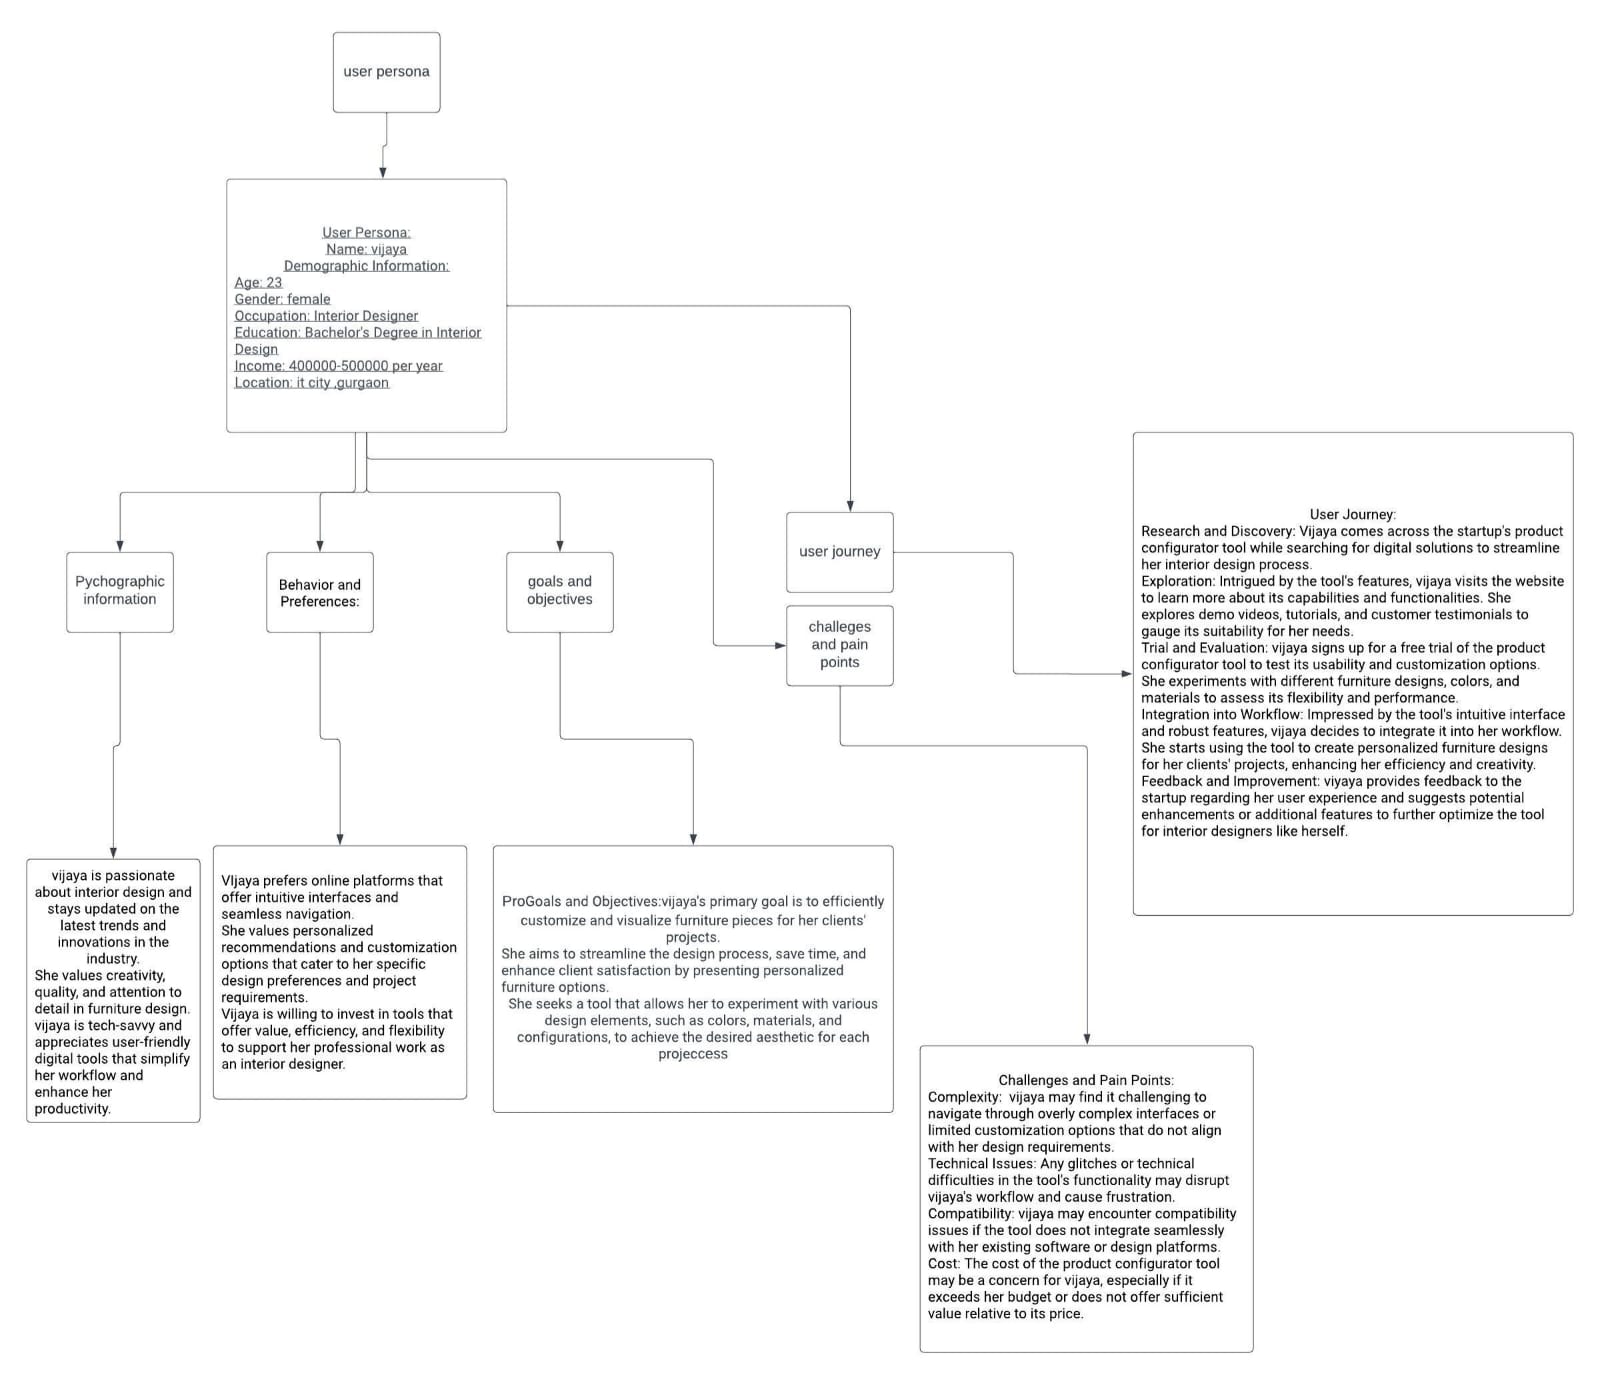 user persona
User Persona:
Name: vijaya
Demographic Information:
Age: 23
Gender: female
Occupation: Interior Designer
Education: Bachelor's Degree in Interior
Design
Income: 400000-500000 per year
Location: it city ,gurgaon
Pychographic
information
Behavior and
Preferences:
goals and
objectives
user journey
challeges
and pain
points
User Journey:
Research and Discovery: Vijaya comes across the startup's product
configurator tool while searching for digital solutions to streamline
her interior design process.
Exploration: Intrigued by the tool's features, vijaya visits the website
to learn more about its capabilities and functionalities. She
explores demo videos, tutorials, and customer testimonials to
gauge its suitability for her needs.
Trial and Evaluation: vijaya signs up for a free trial of the product
configurator tool to test its usability and customization options.
She experiments with different furniture designs, colors, and
materials to assess its flexibility and performance.
Integration into Workflow: Impressed by the tool's intuitive interface
and robust features, vijaya decides to integrate it into her workflow.
She starts using the tool to create personalized furniture designs
for her clients' projects, enhancing her efficiency and creativity.
Feedback and Improvement: viyaya provides feedback to the
startup regarding her user experience and suggests potential
enhancements or additional features to further optimize the tool
for interior designers like herself.
vijaya is passionate
about interior design and
stays updated on the
latest trends and
innovations in the
industry.
She values creativity,
quality, and attention to
detail in furniture design.
vijaya is tech-savvy and
appreciates user-friendly
digital tools that simplify
her workflow and
enhance her
productivity.
VIjaya prefers online platforms that
offer intuitive interfaces and
seamless navigation.
She values personalized
recommendations and customization
options that cater to her specific
design preferences and project
requirements.
Vijaya is willing to invest in tools that
offer value, efficiency, and flexibility
to support her professional work as
an interior designer.
ProGoals and Objectives:vijaya's primary goal is to efficiently
customize and visualize furniture pieces for her clients'
projects.
She aims to streamline the design process, save time, and
enhance client satisfaction by presenting personalized
furniture options.
She seeks a tool that allows her to experiment with various
design elements, such as colors, materials, and
configurations, to achieve the desired aesthetic for each
projeccess
Challenges and Pain Points:
Complexity:  vijaya may find it challenging to
navigate through overly complex interfaces or
limited customization options that do not align
with her design requirements.
Technical Issues: Any glitches or technical
difficulties in the tool's functionality may disrupt
vijaya's workflow and cause frustration.
Compatibility: vijaya may encounter compatibility
issues if the tool does not integrate seamlessly
with her existing software or design platforms.
Cost: The cost of the product configurator tool
may be a concern for vijaya, especially if it
exceeds her budget or does not offer sufficient
value relative to its price.